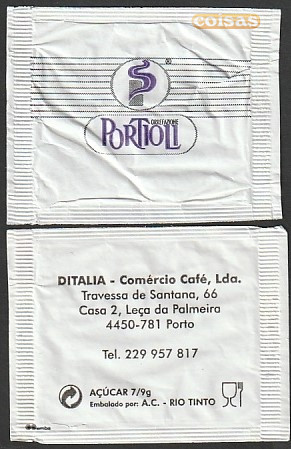 coisas
®
TORREFAZIONE
PORTIOLI
DITALIA - Comércio Café, Lda.
Travessa de Santana, 66
Casa 2, Leça da Palmeira
4450-781 Porto
Tel. 229 957 817
AÇÚCAR 7/9g
Embalado por: A.C. - RIO TINTO